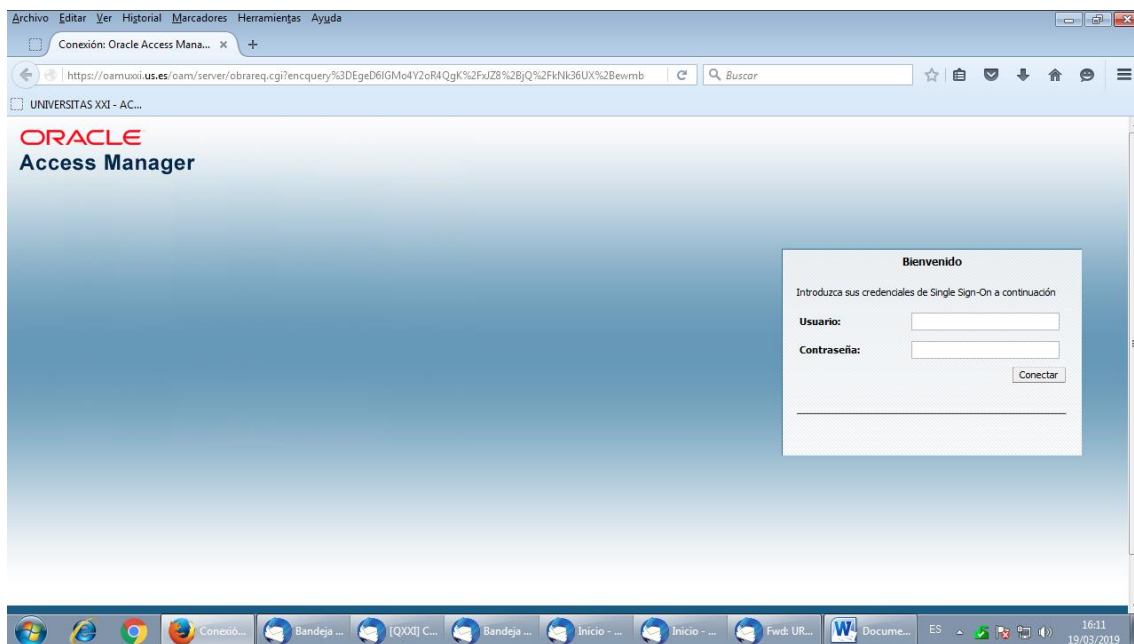 Archivo Editar Ver Historial Marcadores Herramientas Ayuda
Conexión: Oracle Access Mana...
https://oamuxxi.us.es/oam/server/obrareq.cgi?encquery%3DEgeD6IGMo4Y2oR4QgK%2FxJZ8%2BjQ%2FkNk36UX%2Bewmb
Buscar
UNIVERSITAS XXI - AC...
ORACLE
Access Manager
Bienvenido
Introduzca sus credenciales de Single Sign-On a continuación
Usuario:
Contraseña:
Conectar
Conexió... Bandeja ... [QXXI] C... Bandeja ... Inicio - ... Inicio - ... Fwd: UR... Docume... ES 16:11
19/03/2019